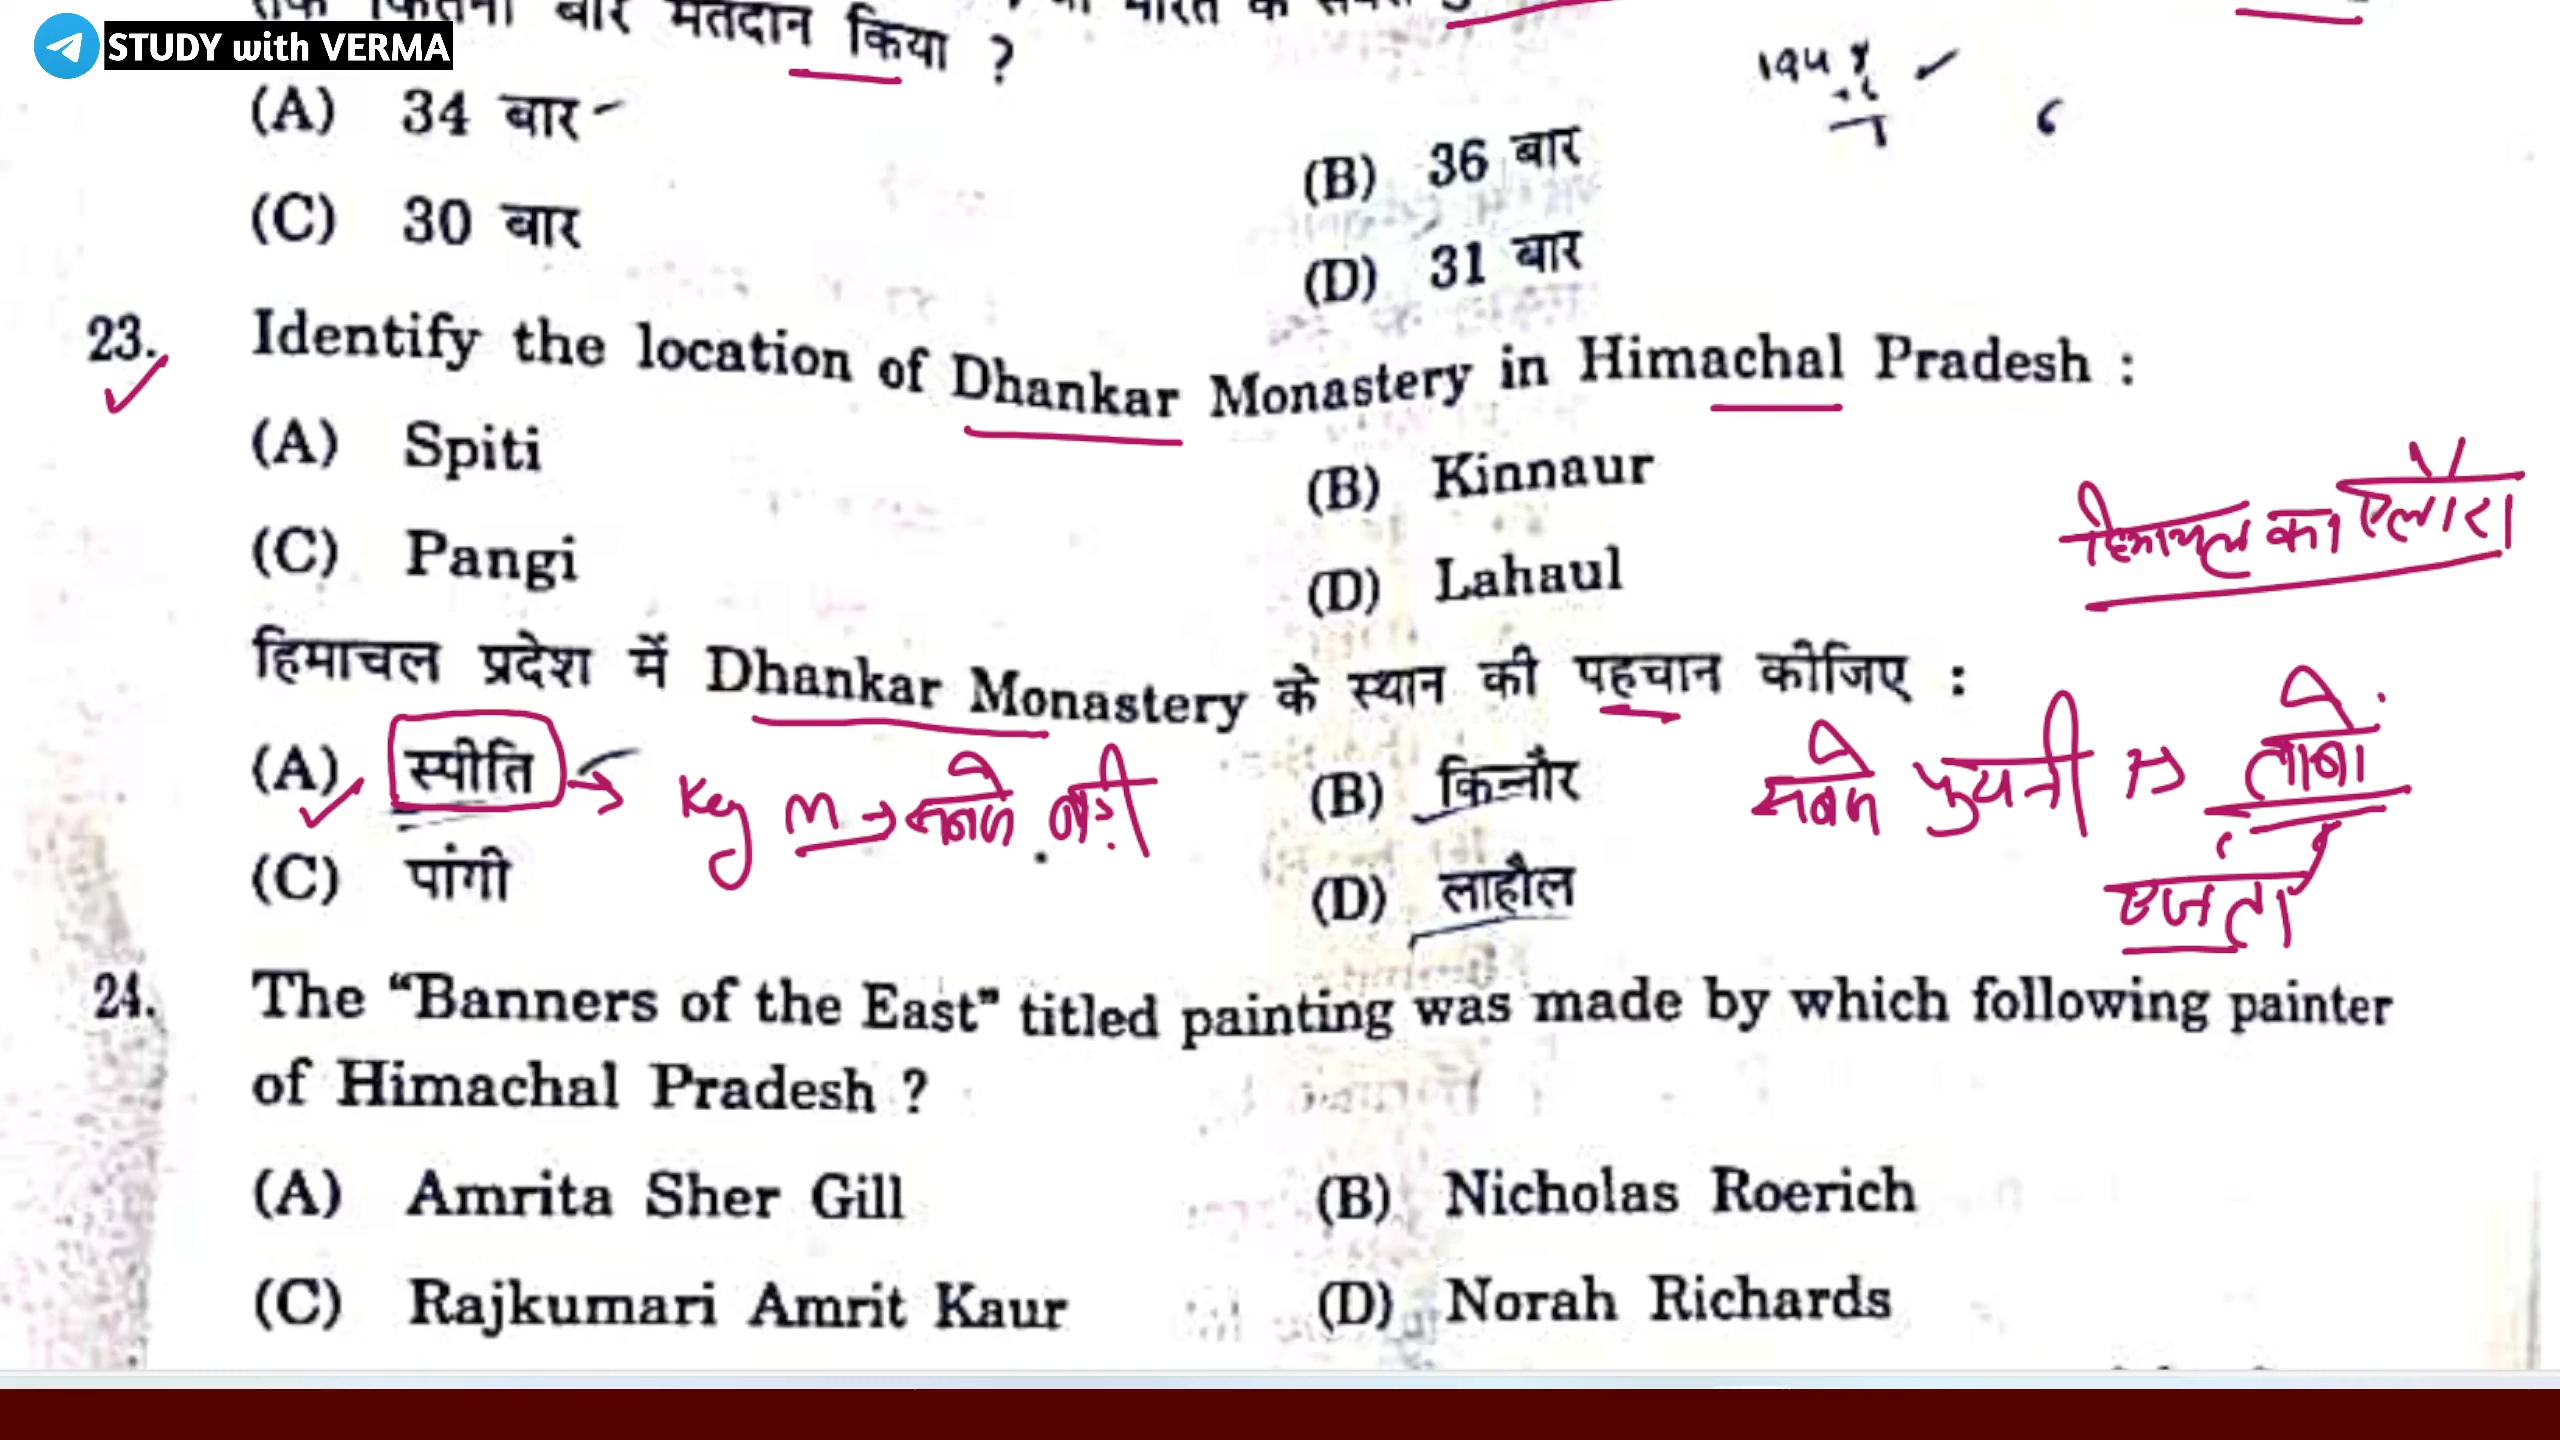 STUDY with VERMA
बार मतदान किया ?
(A) 34 बार
(B) 36 बार
(C) 30 बार
(D) 31 बार
23. Identify the location of Dhankar Monastery in Himachal Pradesh :
(A) Spiti
(B) Kinnaur
(C) Pangi
(D) Lahaul
हिमाचल का एलोरा
हिमाचल प्रदेश में Dhankar Monastery के स्थान की पहचान कीजिए :
(A) स्पीति
Key m → सबसे बड़ी
(B) किन्नौर
सबसे पुरानी → ताबो
(C) पांगी
(D) लाहौल
एजंता
24. The “Banners of the East” titled painting was made by which following painter
of Himachal Pradesh ?
(A) Amrita Sher Gill
(B) Nicholas Roerich
(C) Rajkumari Amrit Kaur
(D) Norah Richards